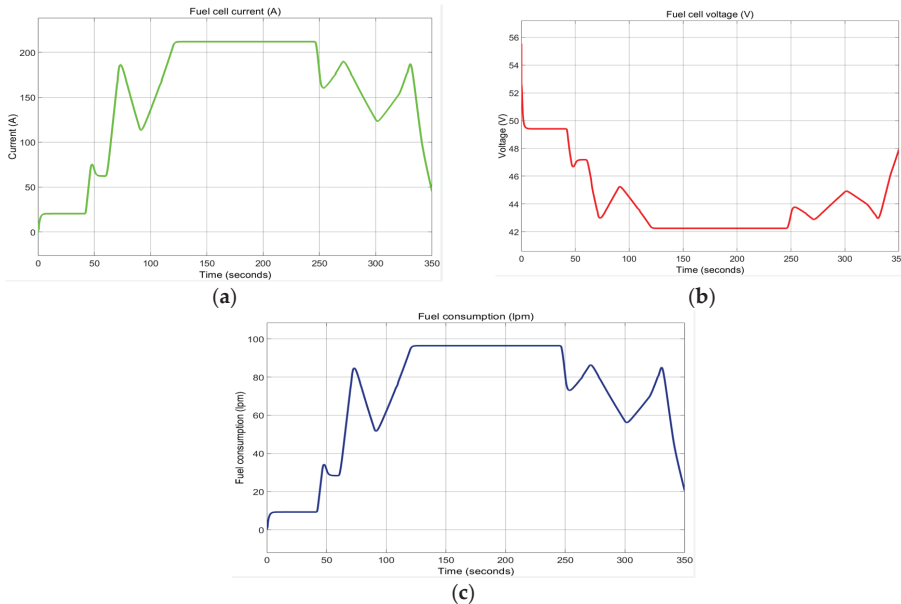 Fuel cell current (A)
200
150
100
50
0
Current (A)
0 50 100 150 200 250 300 350
Time (seconds)
(a)
Fuel cell voltage (V)
56
54
52
50
48
46
44
42
Voltage (V)
0 50 100 150 200 250 300 350
Time (seconds)
(b)
Fuel consumption (lpm)
100
80
60
40
20
0
Fuel consumption (lpm)
0 50 100 150 200 250 300 350
Time (seconds)
(c)